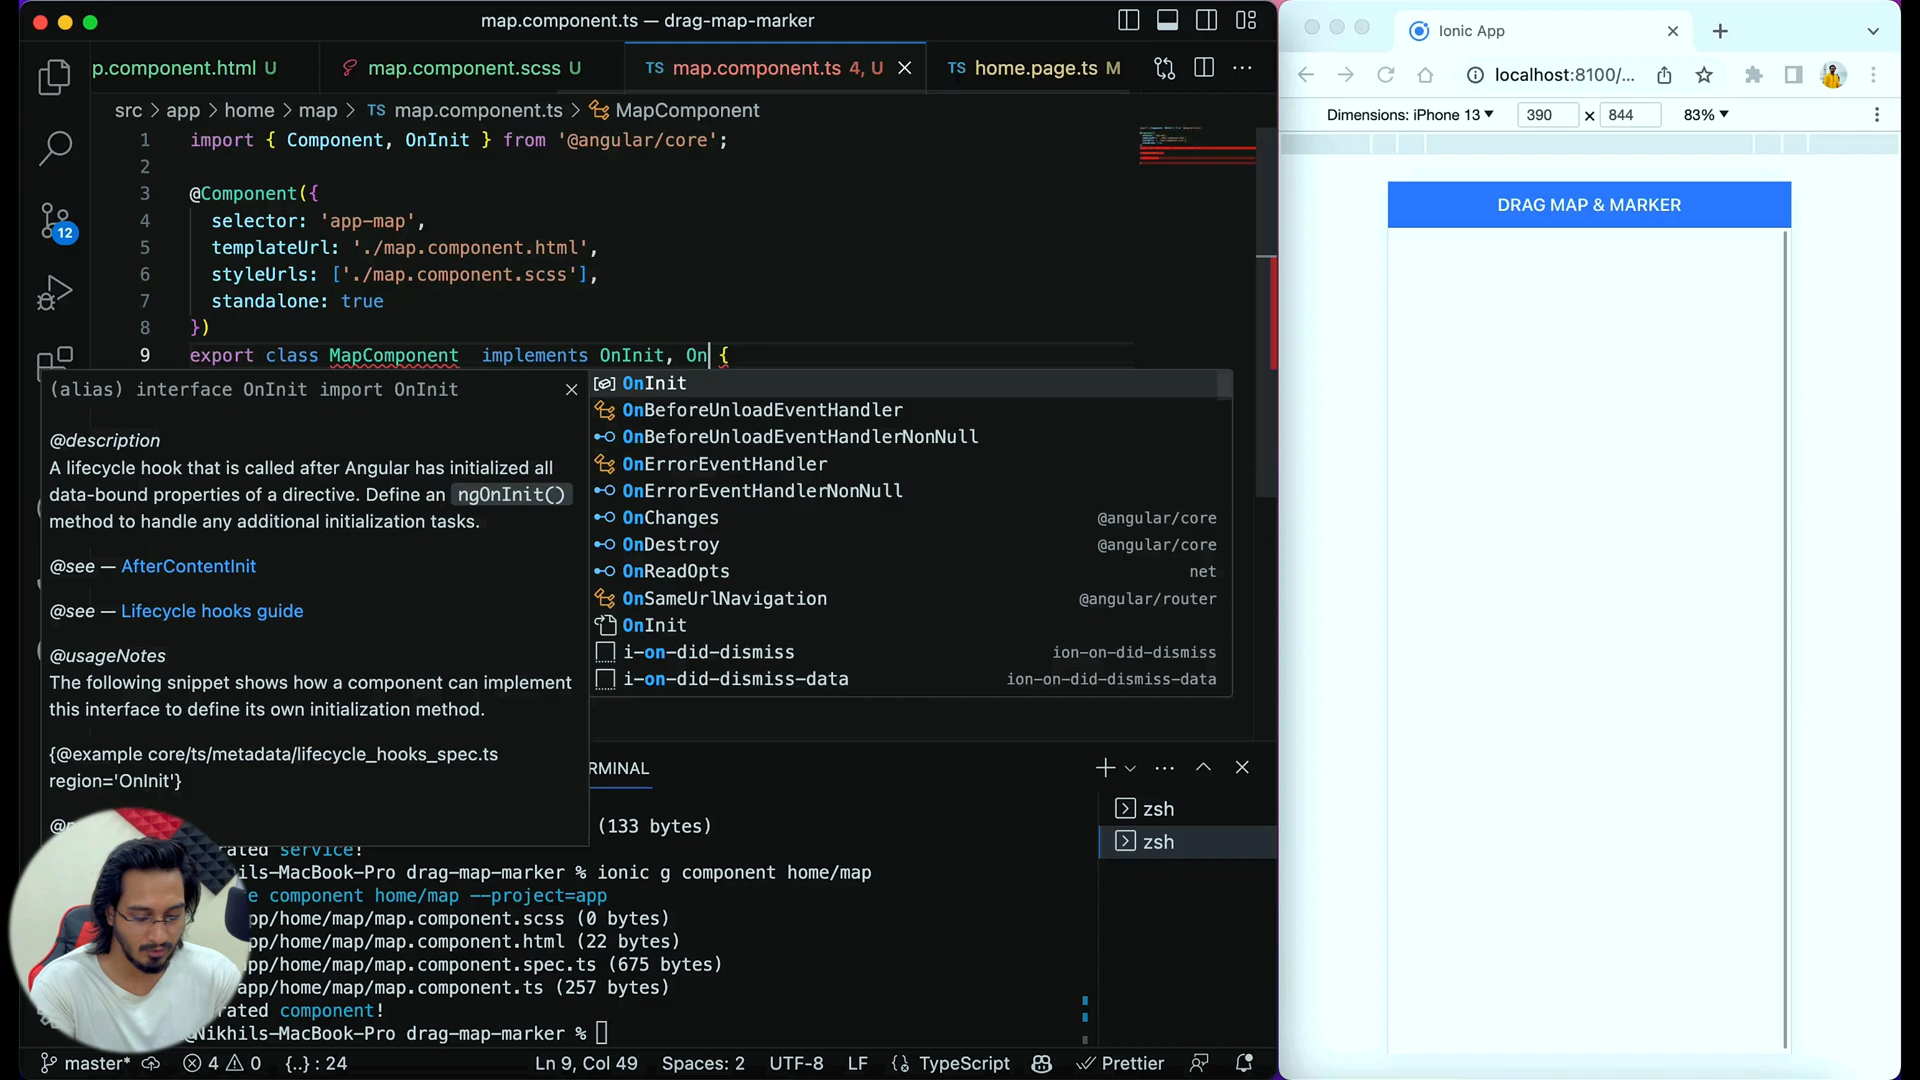 map.component.ts — drag-map-marker
p.component.html U
map.component.scss U
TS map.component.ts 4, U
TS home.page.ts M
src > app > home > map > TS map.component.ts > MapComponent
1 import { Component, OnInit } from '@angular/core';
2
3 @Component({
4 selector: 'app-map',
5 templateUrl: './map.component.html',
6 styleUrls: ['./map.component.scss'],
7 standalone: true
8 })
9 export class MapComponent  implements OnInit, On {
12
(alias) interface OnInit import OnInit
@description
A lifecycle hook that is called after Angular has initialized all
data-bound properties of a directive. Define an ngOnInit()
method to handle any additional initialization tasks.
@see — AfterContentInit
@see — Lifecycle hooks guide
@usageNotes
The following snippet shows how a component can implement
this interface to define its own initialization method.
{@example core/ts/metadata/lifecycle_hooks_spec.ts
region='OnInit'}
OnInit
OnBeforeUnloadEventHandler
OnBeforeUnloadEventHandlerNonNull
OnErrorEventHandler
OnErrorEventHandlerNonNull
OnChanges @angular/core
OnDestroy @angular/core
OnReadOpts net
OnSameUrlNavigation @angular/router
OnInit
i-on-did-dismiss ion-on-did-dismiss
i-on-did-dismiss-data ion-on-did-dismiss-data
RMINAL
zsh
zsh
(133 bytes)
rated service!
hils-MacBook-Pro drag-map-marker % ionic g component home/map
e component home/map --project=app
pp/home/map/map.component.scss (0 bytes)
pp/home/map/map.component.html (22 bytes)
pp/home/map/map.component.spec.ts (675 bytes)
pp/home/map/map.component.ts (257 bytes)
rated component!
@Nikhils-MacBook-Pro drag-map-marker %
master* 4 0 {..} : 24 Ln 9, Col 49 Spaces: 2 UTF-8 LF TypeScript Prettier
Ionic App
localhost:8100/...
Dimensions: iPhone 13 390 × 844 83%
DRAG MAP & MARKER